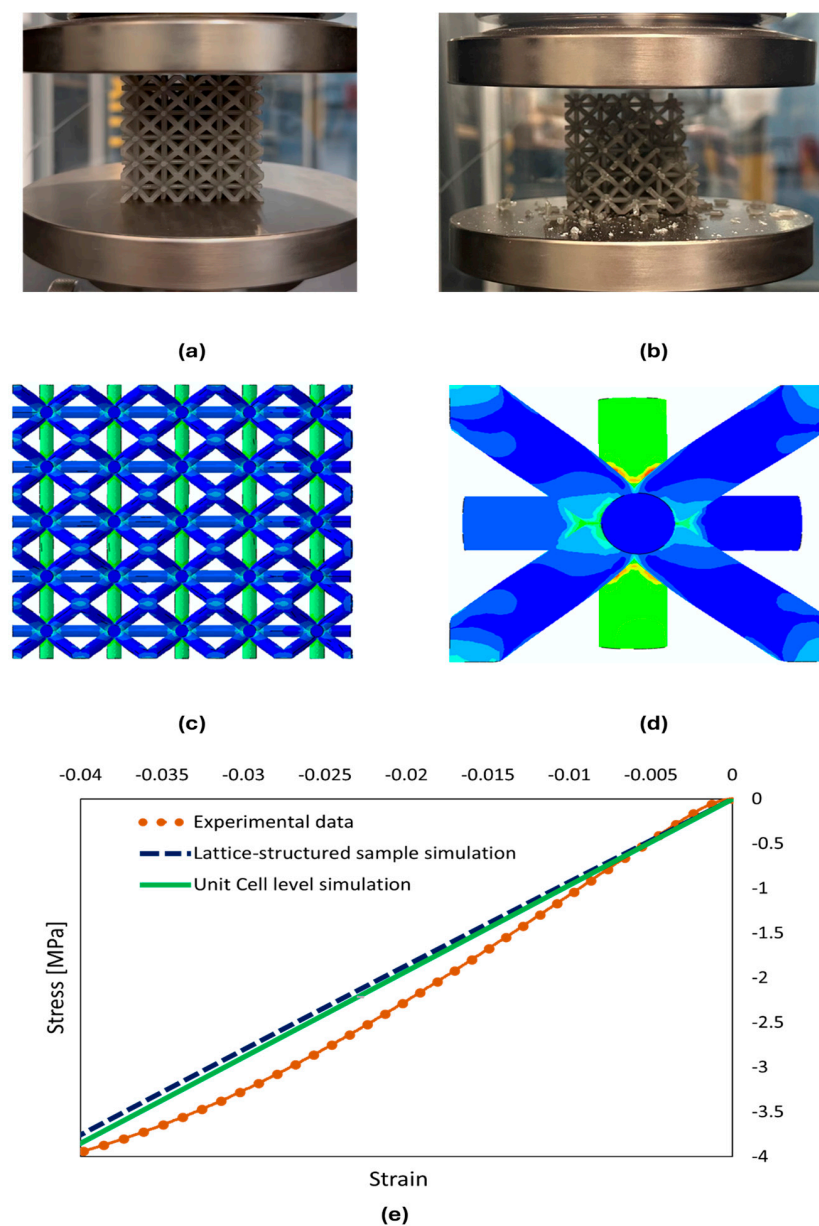 (a)
(b)
(c)
(d)
-0.04 -0.035 -0.03 -0.025 -0.02 -0.015 -0.01 -0.005 0
0
-0.5
-1
-1.5
-2
-2.5
-3
-3.5
-4
Experimental data
Lattice-structured sample simulation
Unit Cell level simulation
Stress [MPa]
Strain
(e)